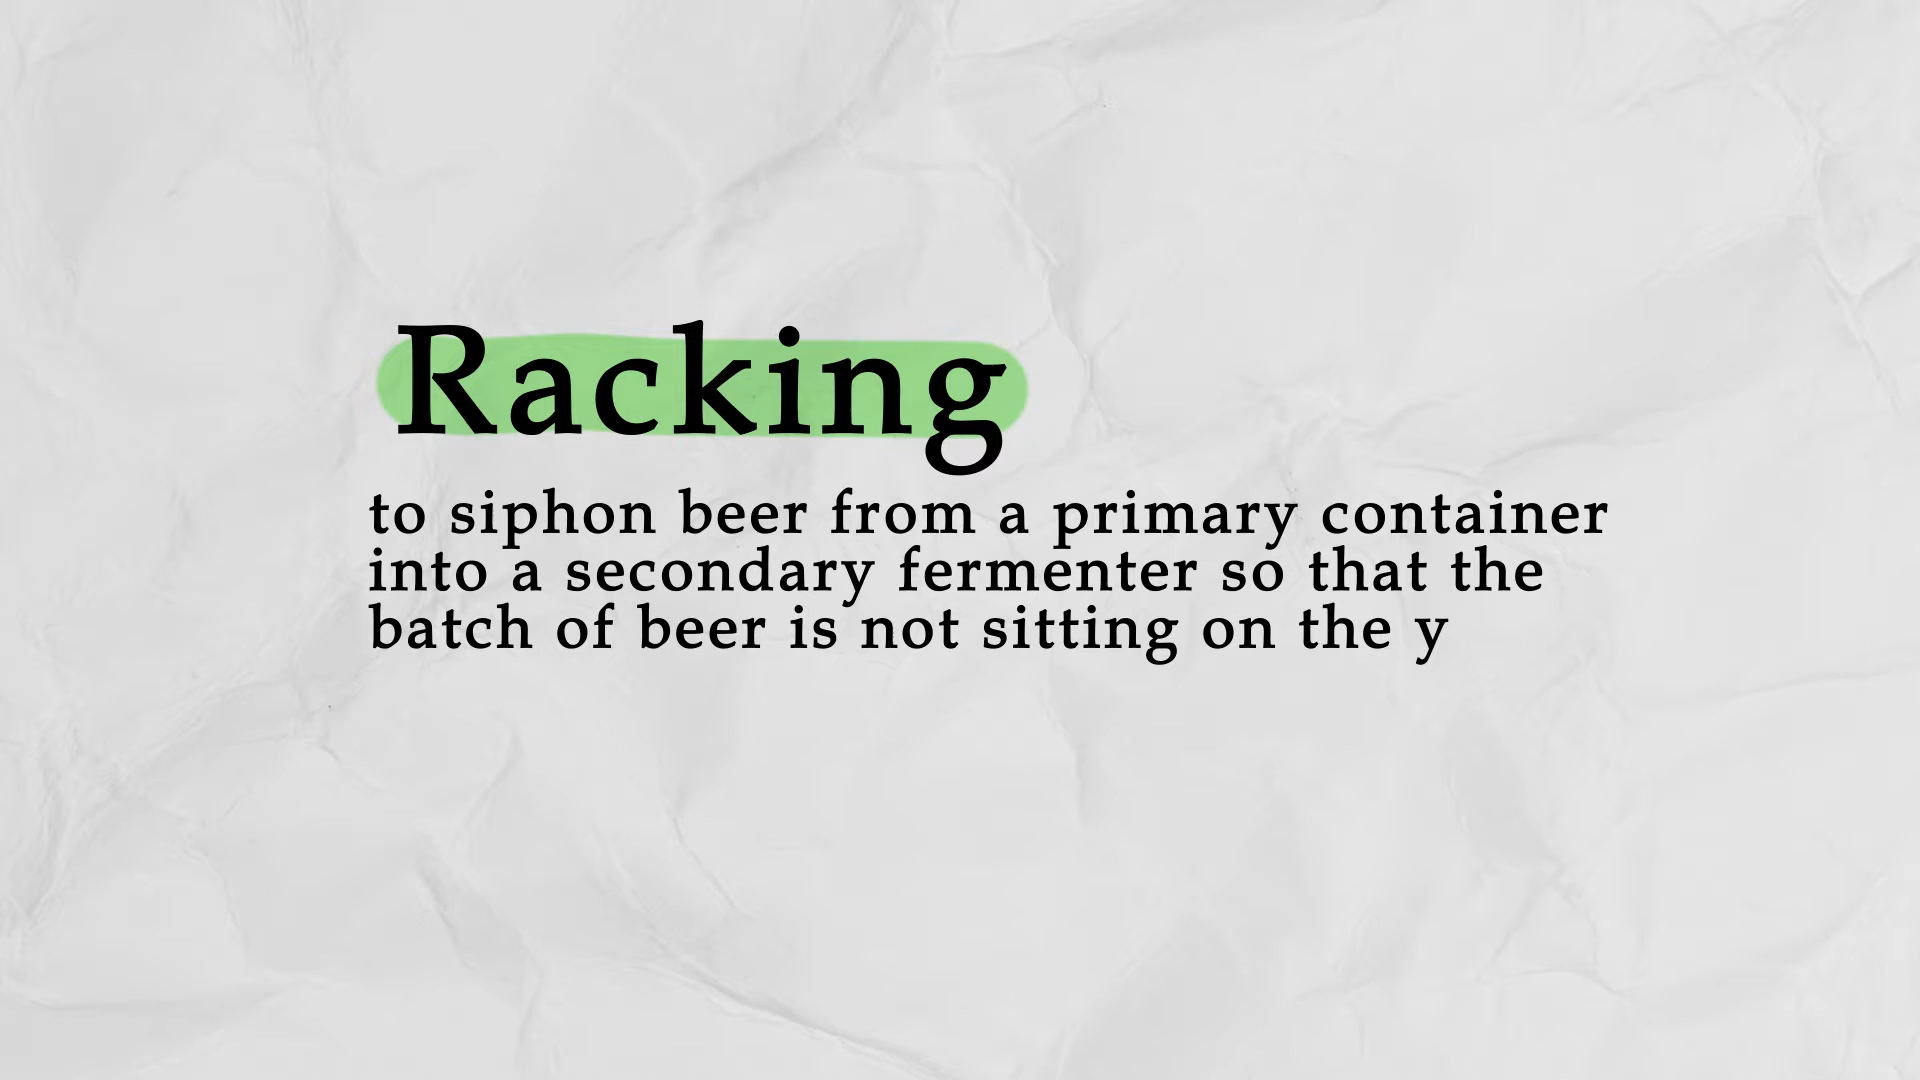 Racking
to siphon beer from a primary container
into a secondary fermenter so that the
batch of beer is not sitting on the y